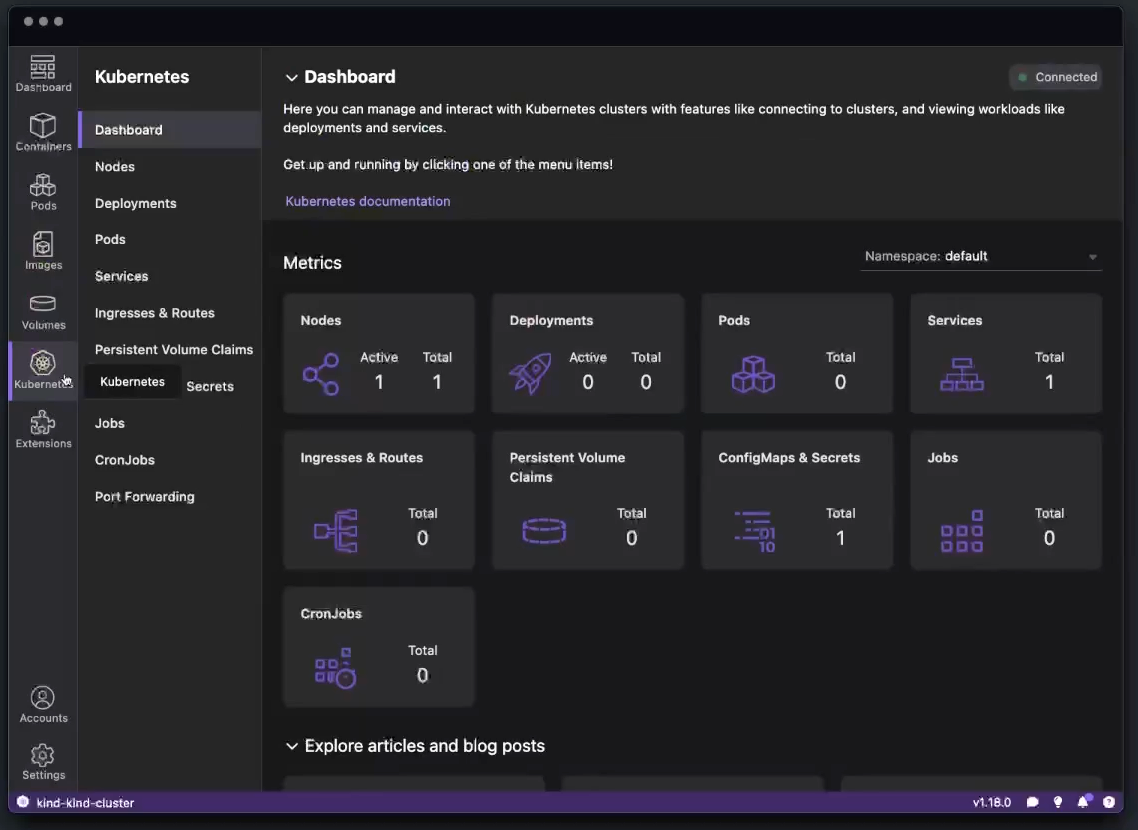 Dashboard
Containers
Pods
Images
Volumes
Kubernetes
Extensions
Accounts
Settings
Kubernetes
Dashboard
Nodes
Deployments
Pods
Services
Ingresses & Routes
Persistent Volume Claims
Kubernetes
Secrets
Jobs
CronJobs
Port Forwarding
Dashboard
Connected
Here you can manage and interact with Kubernetes clusters with features like connecting to clusters, and viewing workloads like
deployments and services.
Get up and running by clicking one of the menu items!
Kubernetes documentation
Metrics
Namespace: default
Nodes
Active Total
1 1
Deployments
Active Total
0 0
Pods
Total
0
Services
Total
1
Ingresses & Routes
Total
0
Persistent Volume
Claims
Total
0
ConfigMaps & Secrets
Total
1
Jobs
Total
0
CronJobs
Total
0
Explore articles and blog posts
kind-kind-cluster
v1.18.0